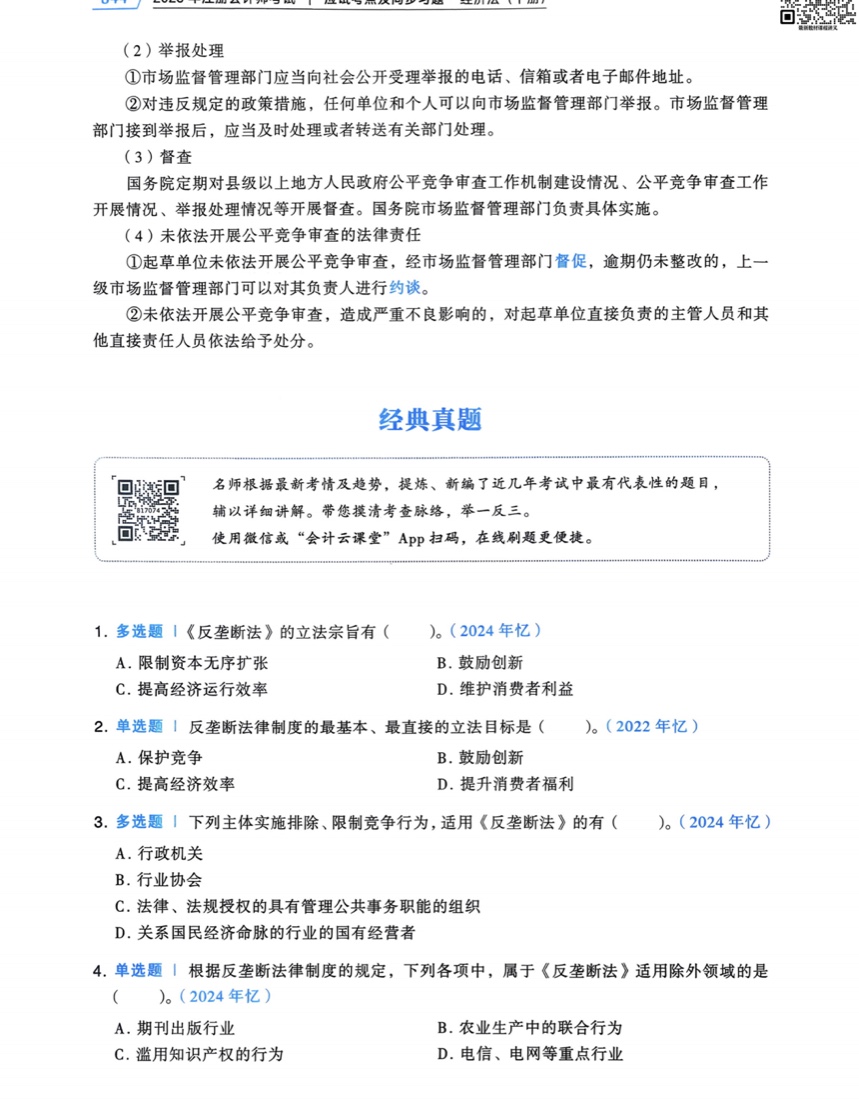 （2）举报处理
①市场监督管理部门应当向社会公开受理举报的电话、信箱或者电子邮件地址。
②对违反规定的政策措施，任何单位和个人可以向市场监督管理部门举报。市场监督管理
部门接到举报后，应当及时处理或者转送有关部门处理。
（3）督查
国务院定期对县级以上地方人民政府公平竞争审查工作机制建设情况、公平竞争审查工作
开展情况、举报处理情况等开展督查。国务院市场监督管理部门负责具体实施。
（4）未依法开展公平竞争审查的法律责任
①起草单位未依法开展公平竞争审查，经市场监督管理部门督促，逾期仍未整改的，上一
级市场监督管理部门可以对其负责人进行约谈。
②未依法开展公平竞争审查，造成严重不良影响的，对起草单位直接负责的主管人员和其
他直接责任人员依法给予处分。
经典真题
名师根据最新考情及趋势，提炼、新编了近几年考试中最有代表性的题目，
辅以详细讲解。带您摸清考查脉络，举一反三。
使用微信或“会计云课堂”App 扫码，在线刷题更便捷。
817074
1. 多选题 | 《反垄断法》的立法宗旨有（　　）。（2024 年忆）
A. 限制资本无序扩张 B. 鼓励创新
C. 提高经济运行效率 D. 维护消费者利益
2. 单选题 | 反垄断法律制度的最基本、最直接的立法目标是（　　）。（2022 年忆）
A. 保护竞争 B. 鼓励创新
C. 提高经济效率 D. 提升消费者福利
3. 多选题 | 下列主体实施排除、限制竞争行为，适用《反垄断法》的有（　　）。（2024 年忆）
A. 行政机关
B. 行业协会
C. 法律、法规授权的具有管理公共事务职能的组织
D. 关系国民经济命脉的行业的国有经营者
4. 单选题 | 根据反垄断法律制度的规定，下列各项中，属于《反垄断法》适用除外领域的是
（　　）。（2024 年忆）
A. 期刊出版行业 B. 农业生产中的联合行为
C. 滥用知识产权的行为 D. 电信、电网等重点行业